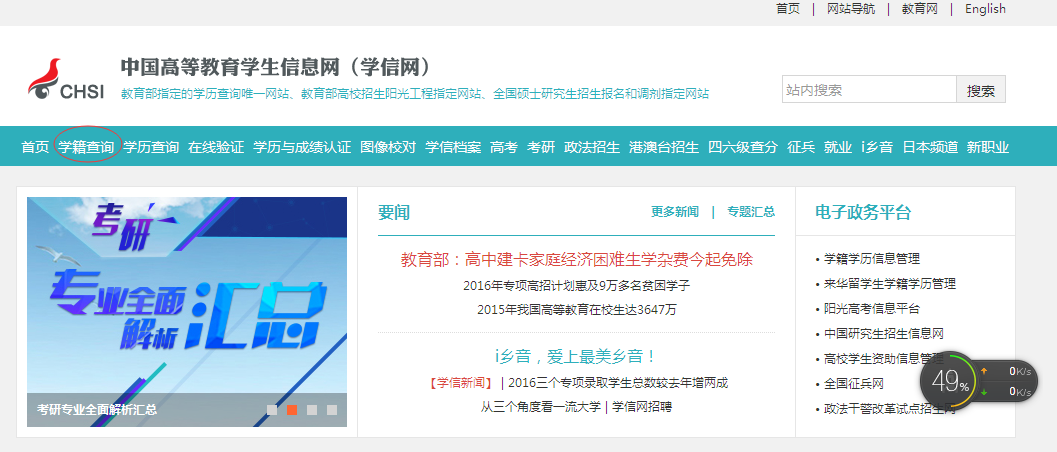 首页 | 网站导航 | 教育网 | English
CHSI
中国高等教育学生信息网（学信网）
教育部指定的学历查询唯一网站、教育部高校招生阳光工程指定网站、全国硕士研究生招生报名和调剂指定网站
站内搜索 搜索
首页 学籍查询 学历查询 在线验证 学历与成绩认证 图像校对 学信档案 高考 考研 政法招生 港澳台招生 四六级查分 征兵 就业 i乡音 日本频道 新职业
考研
专业全面
解析
汇总
考研专业全面解析汇总
要闻 更多新闻 | 专题汇总
教育部：高中建卡家庭经济困难生学杂费今起免除
2016年专项高招计划惠及9万多名贫困学子
2015年我国高等教育在校生达3647万
i乡音，爱上最美乡音！
【学信新闻】 | 2016三个专项录取学生总数较去年增两成
从三个角度看一流大学 | 学信网招聘
电子政务平台
• 学籍学历信息管理
• 来华留学生学籍学历管理
• 阳光高考信息平台
• 中国研究生招生信息网
• 高校学生资助信息管理
• 全国征兵网
• 政法干警改革试点招生网
49%
0K/s
0K/s